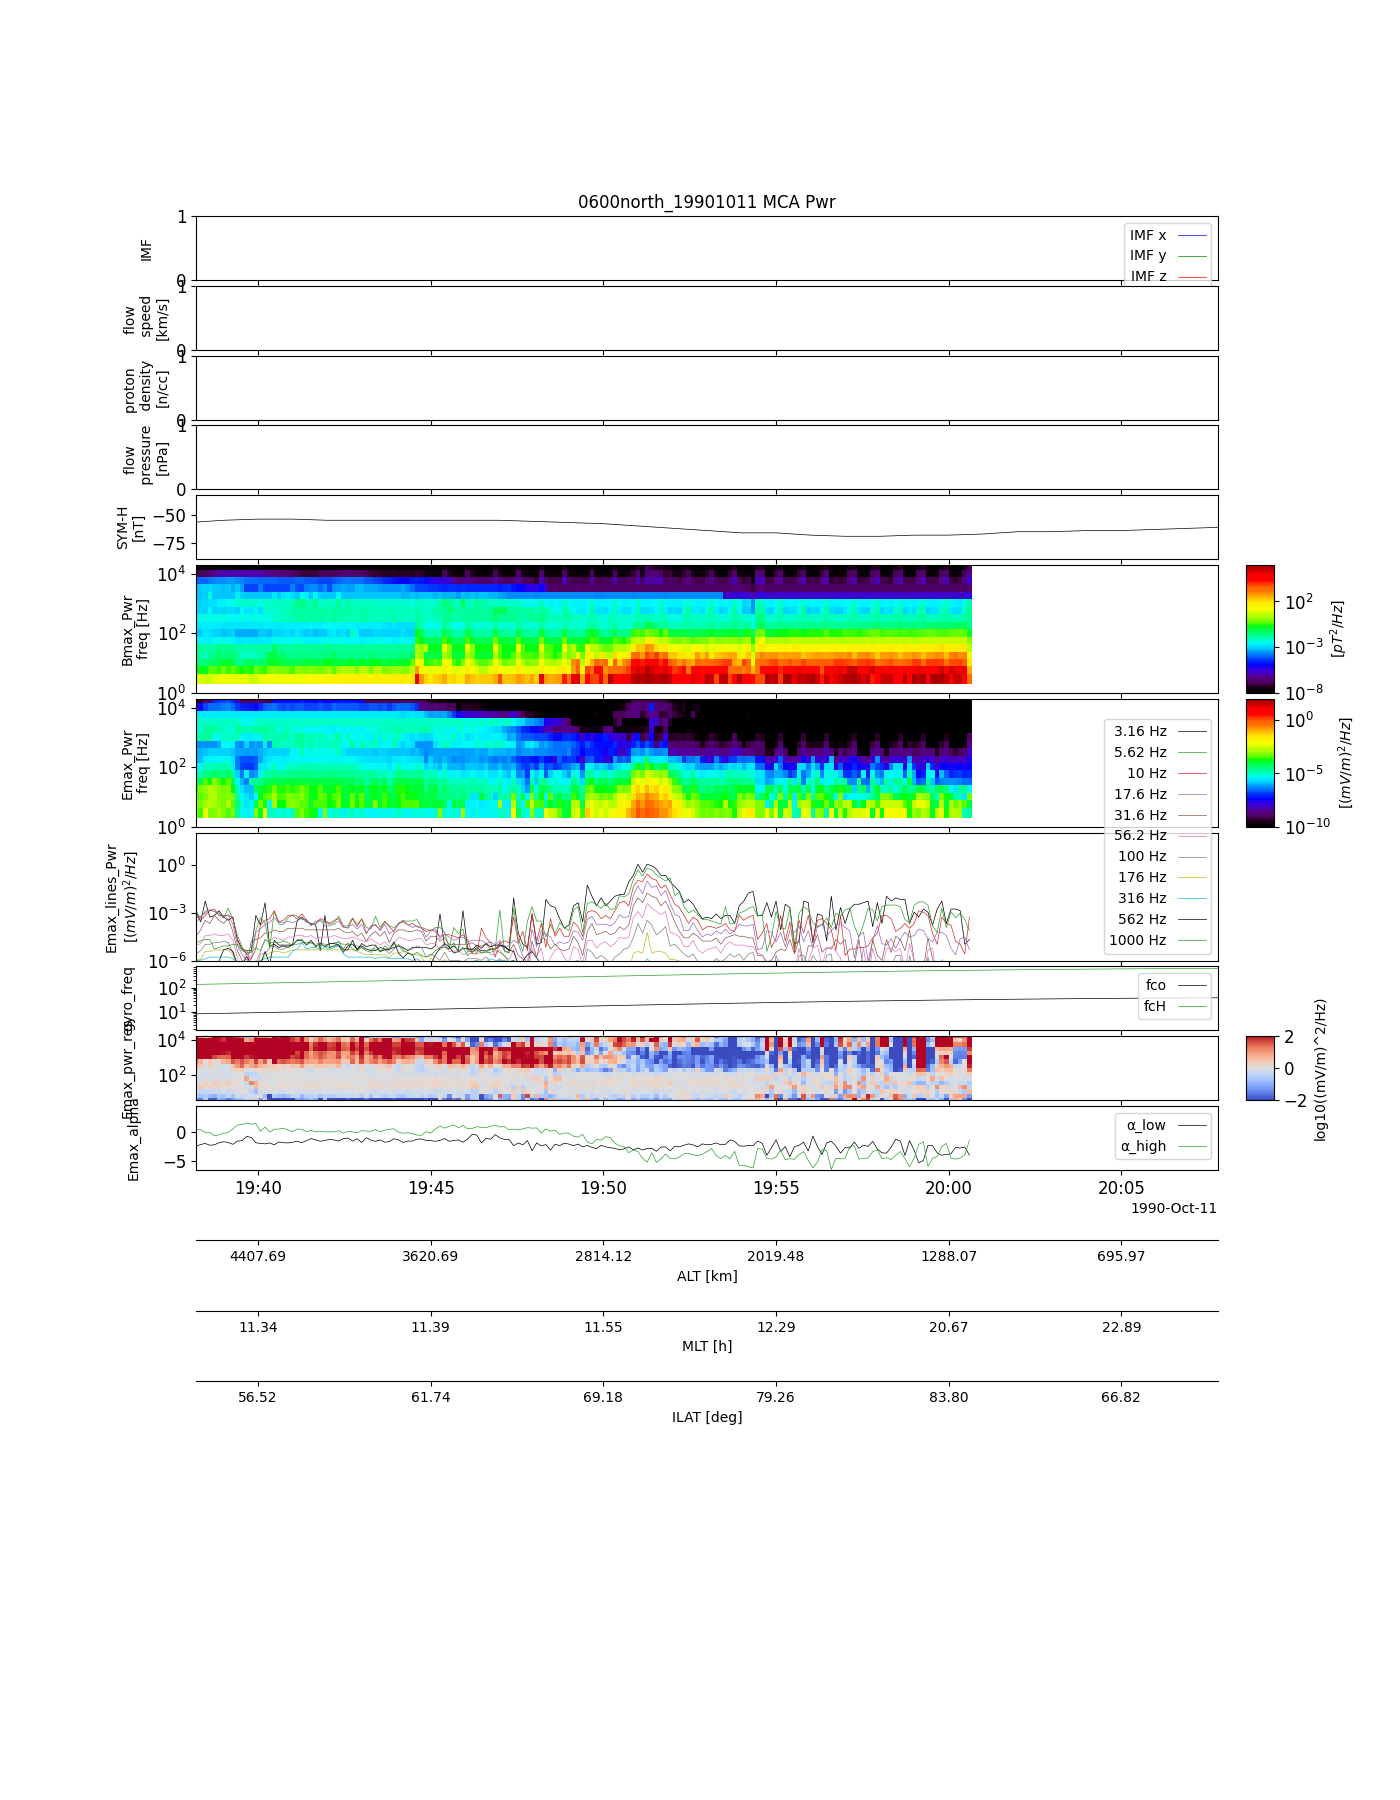 0600north_19901011 MCA Pwr
1
IMF
0
IMF x
IMF y
IMF z
1
flow
speed
[km/s]
0
1
proton
density
[n/cc]
0
1
flow
pressure
[nPa]
0
SYM-H
[nT]
−50
−75
Bmax_Pwr
freq [Hz]
10^4
10^2
10^0
10^2
10^−3
10^−8
[pT^2/Hz]
Emax_Pwr
freq [Hz]
10^4
10^2
10^0
10^0
10^−5
10^−10
[(mV/m)^2/Hz]
3.16 Hz
5.62 Hz
10 Hz
17.6 Hz
31.6 Hz
56.2 Hz
100 Hz
176 Hz
316 Hz
562 Hz
1000 Hz
Emax_lines_Pwr
[(mV/m)^2/Hz]
10^0
10^−3
10^−6
gyro_freq
10^2
10^1
fco
fcH
Emax_pwr_reg
10^4
10^2
2
0
−2
log10((mV/m)^2/Hz)
Emax_alpha
0
−5
α_low
α_high
19:40 19:45 19:50 19:55 20:00 20:05
1990-Oct-11
4407.69 3620.69 2814.12 2019.48 1288.07 695.97
ALT [km]
11.34 11.39 11.55 12.29 20.67 22.89
MLT [h]
56.52 61.74 69.18 79.26 83.80 66.82
ILAT [deg]